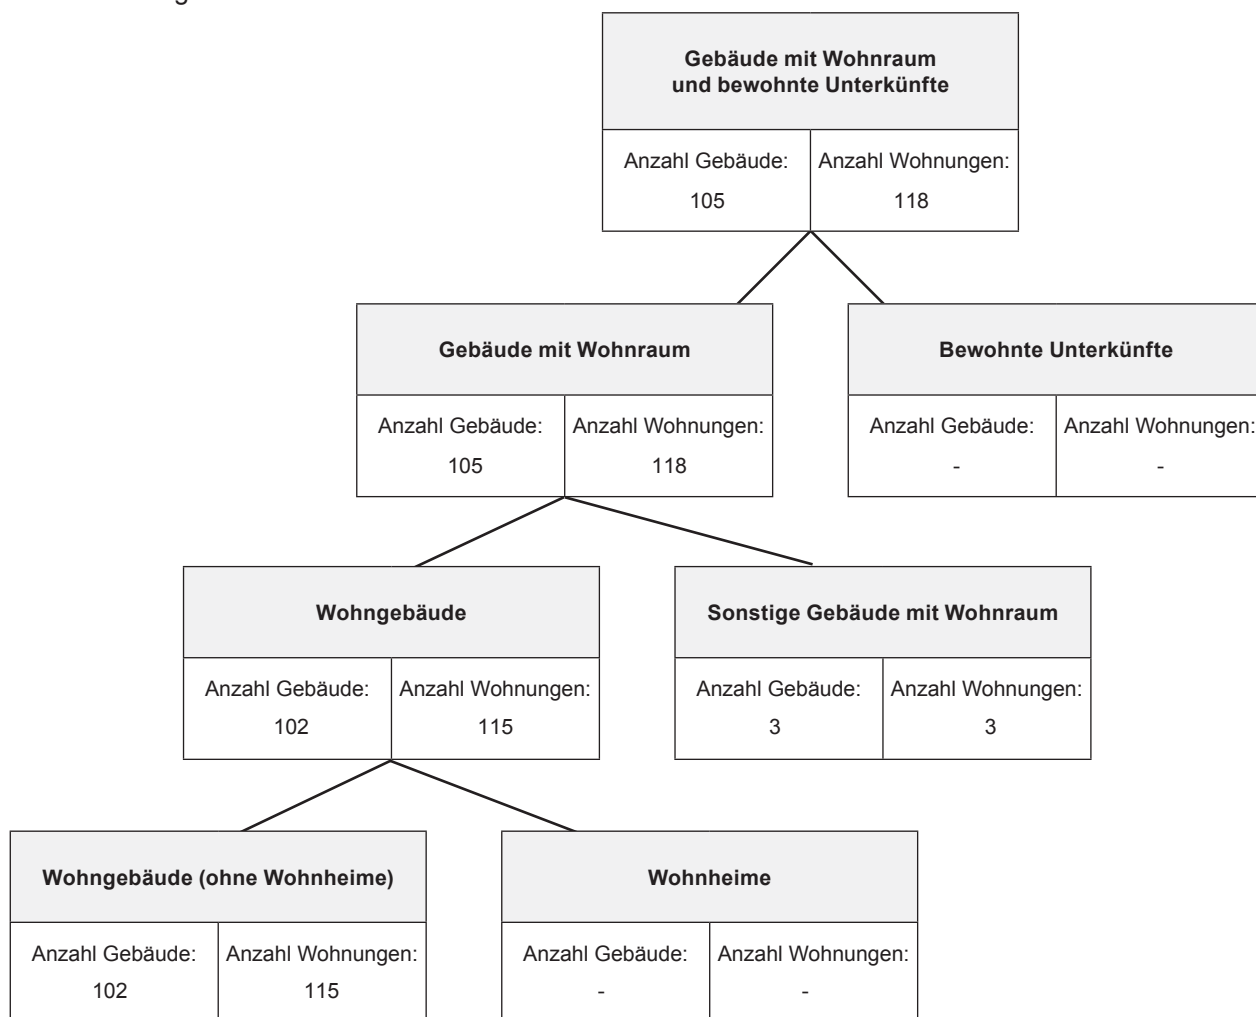 Gebäude mit Wohnraum
und bewohnte Unterkünfte
Anzahl Gebäude: Anzahl Wohnungen:
105 118
Gebäude mit Wohnraum
Anzahl Gebäude: Anzahl Wohnungen:
105 118
Bewohnte Unterkünfte
Anzahl Gebäude: Anzahl Wohnungen:
- -
Wohngebäude
Anzahl Gebäude: Anzahl Wohnungen:
102 115
Sonstige Gebäude mit Wohnraum
Anzahl Gebäude: Anzahl Wohnungen:
3 3
Wohngebäude (ohne Wohnheime)
Anzahl Gebäude: Anzahl Wohnungen:
102 115
Wohnheime
Anzahl Gebäude: Anzahl Wohnungen:
- -